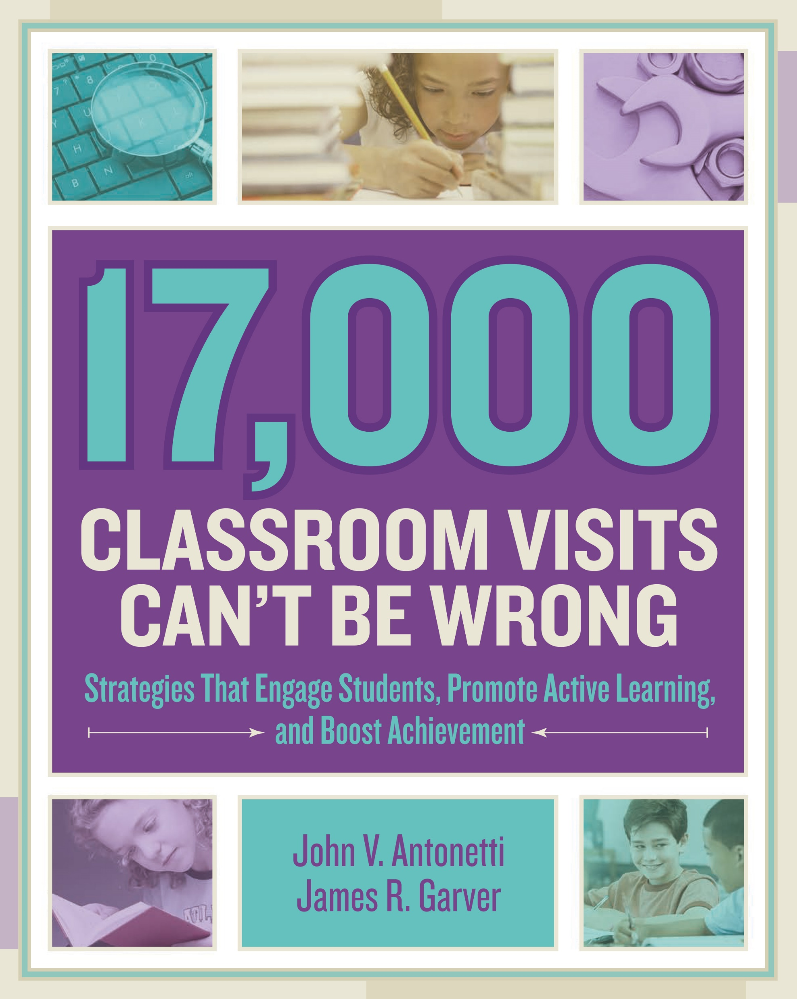 17,000
CLASSROOM VISITS
CAN'T BE WRONG
Strategies That Engage Students, Promote Active Learning,
and Boost Achievement
John V. Antonetti
James R. Garver